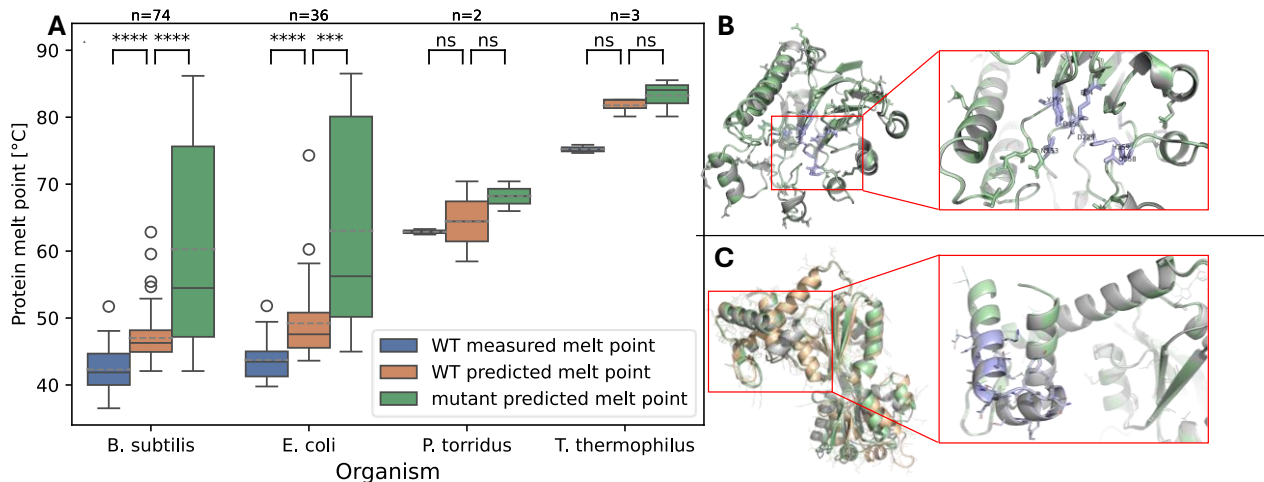 A
n=74
n=36
n=2
n=3
**** ****
**** ***
ns ns
ns ns
Protein melt point [°C]
90
80
70
60
50
40
WT measured melt point
WT predicted melt point
mutant predicted melt point
B. subtilis
E. coli
P. torridus
T. thermophilus
Organism
B
C